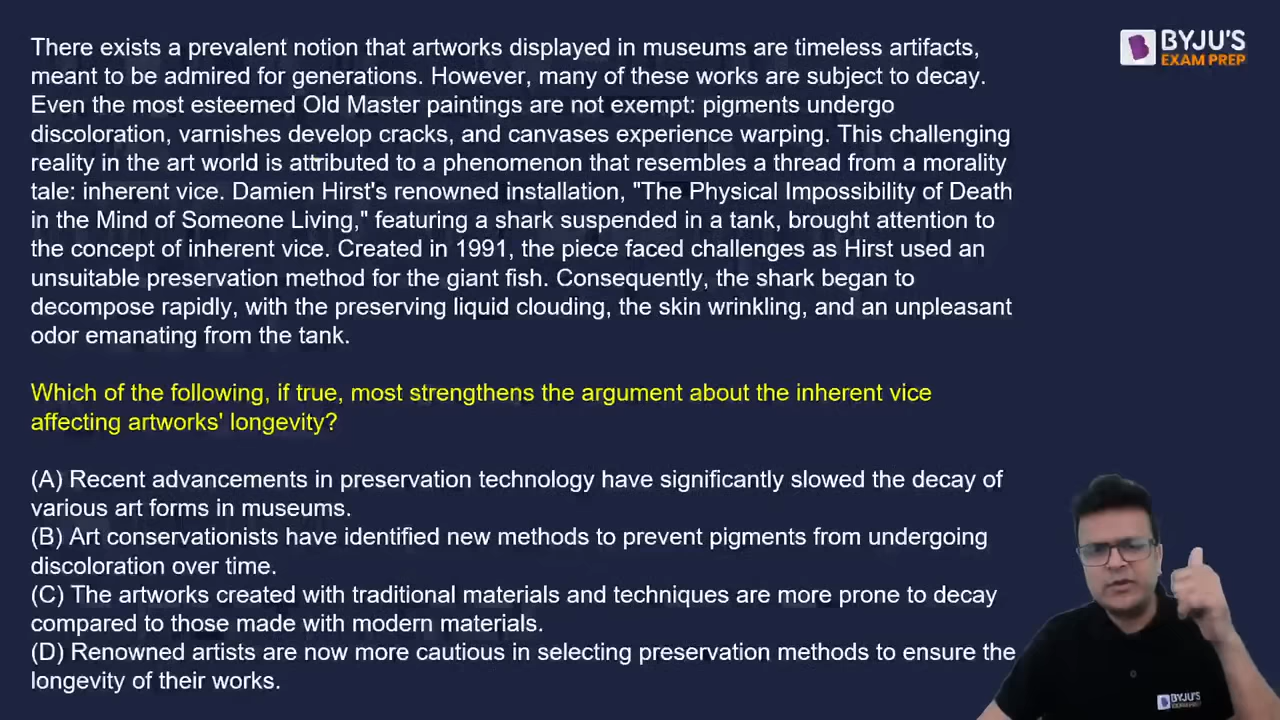 There exists a prevalent notion that artworks displayed in museums are timeless artifacts,
meant to be admired for generations. However, many of these works are subject to decay.
Even the most esteemed Old Master paintings are not exempt: pigments undergo
discoloration, varnishes develop cracks, and canvases experience warping. This challenging
reality in the art world is attributed to a phenomenon that resembles a thread from a morality
tale: inherent vice. Damien Hirst's renowned installation, "The Physical Impossibility of Death
in the Mind of Someone Living," featuring a shark suspended in a tank, brought attention to
the concept of inherent vice. Created in 1991, the piece faced challenges as Hirst used an
unsuitable preservation method for the giant fish. Consequently, the shark began to
decompose rapidly, with the preserving liquid clouding, the skin wrinkling, and an unpleasant
odor emanating from the tank.
Which of the following, if true, most strengthens the argument about the inherent vice
affecting artworks' longevity?
(A) Recent advancements in preservation technology have significantly slowed the decay of
various art forms in museums.
(B) Art conservationists have identified new methods to prevent pigments from undergoing
discoloration over time.
(C) The artworks created with traditional materials and techniques are more prone to decay
compared to those made with modern materials.
(D) Renowned artists are now more cautious in selecting preservation methods to ensure the
longevity of their works.
BYJU'S
EXAM PREP
BYJU'S
EXAM PREP